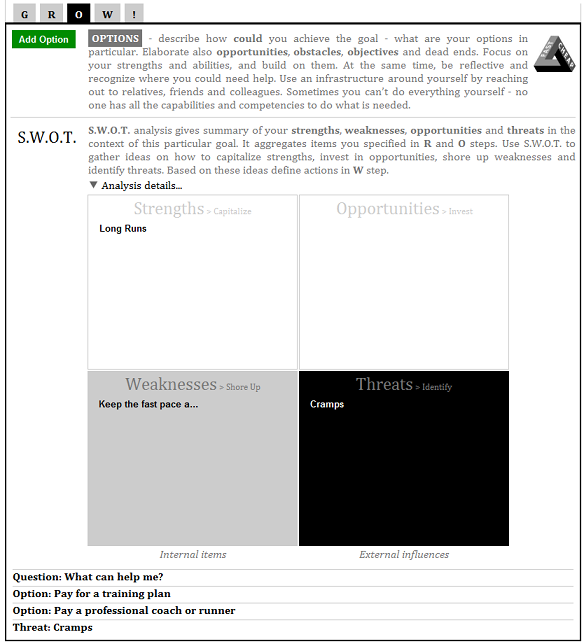 G R O W !
Add Option
OPTIONS - describe how could you achieve the goal - what are your options in
particular. Elaborate also opportunities, obstacles, objectives and dead ends. Focus on
your strengths and abilities, and build on them. At the same time, be reflective and
recognize where you could need help. Use an infrastructure around yourself by reaching
out to relatives, friends and colleagues. Sometimes you can't do everything yourself - no
one has all the capabilities and competencies to do what is needed.
S.W.O.T.
S.W.O.T. analysis gives summary of your strengths, weaknesses, opportunities and threats in the
context of this particular goal. It aggregates items you specified in R and O steps. Use S.W.O.T. to
gather ideas on how to capitalize strengths, invest in opportunities, shore up weaknesses and
identify threats. Based on these ideas define actions in W step.
▼ Analysis details...
Strengths > Capitalize
Long Runs
Opportunities > Invest
Weaknesses > Shore Up
Keep the fast pace a...
Threats > Identify
Cramps
Internal items
External influences
Question: What can help me?
Option: Pay for a training plan
Option: Pay a professional coach or runner
Threat: Cramps